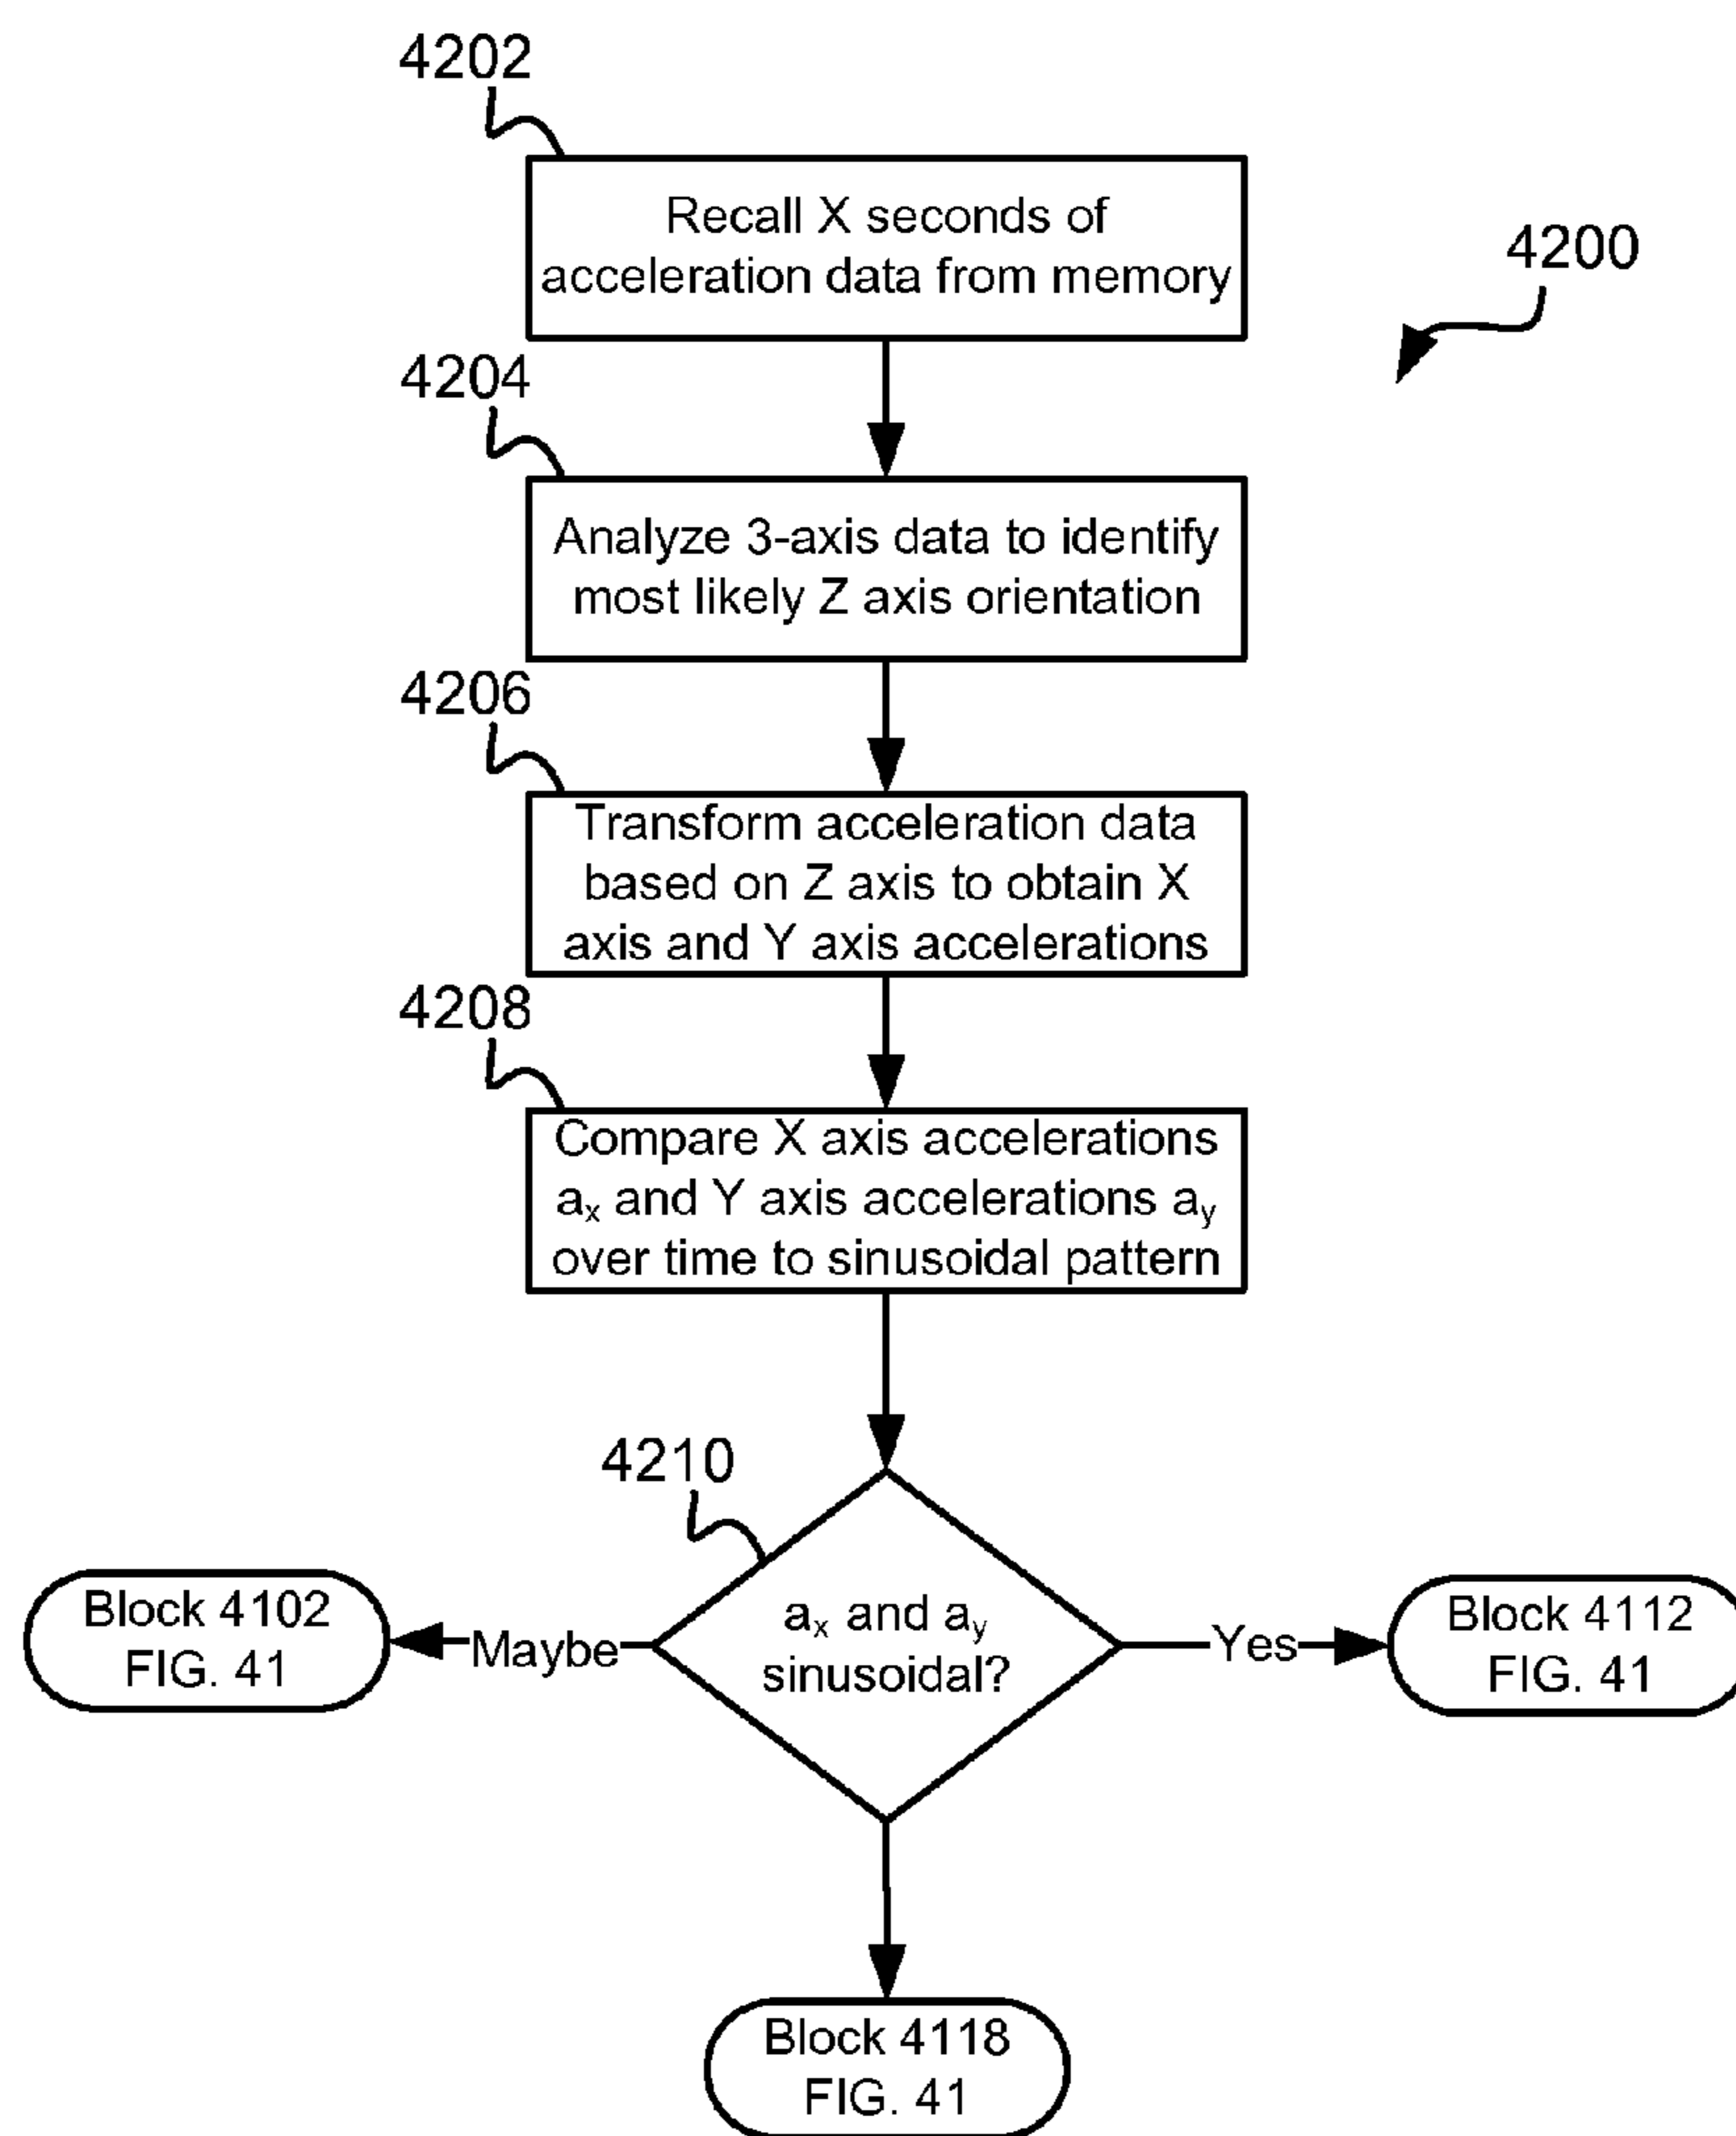 4202
Recall X seconds of
acceleration data from memory
4200
4204
Analyze 3-axis data to identify
most likely Z axis orientation
4206
Transform acceleration data
based on Z axis to obtain X
axis and Y axis accelerations
4208
Compare X axis accelerations
aₓ and Y axis accelerations a_y
over time to sinusoidal pattern
4210
aₓ and a_y
sinusoidal?
Maybe
Block 4102
FIG. 41
Yes
Block 4112
FIG. 41
Block 4118
FIG. 41